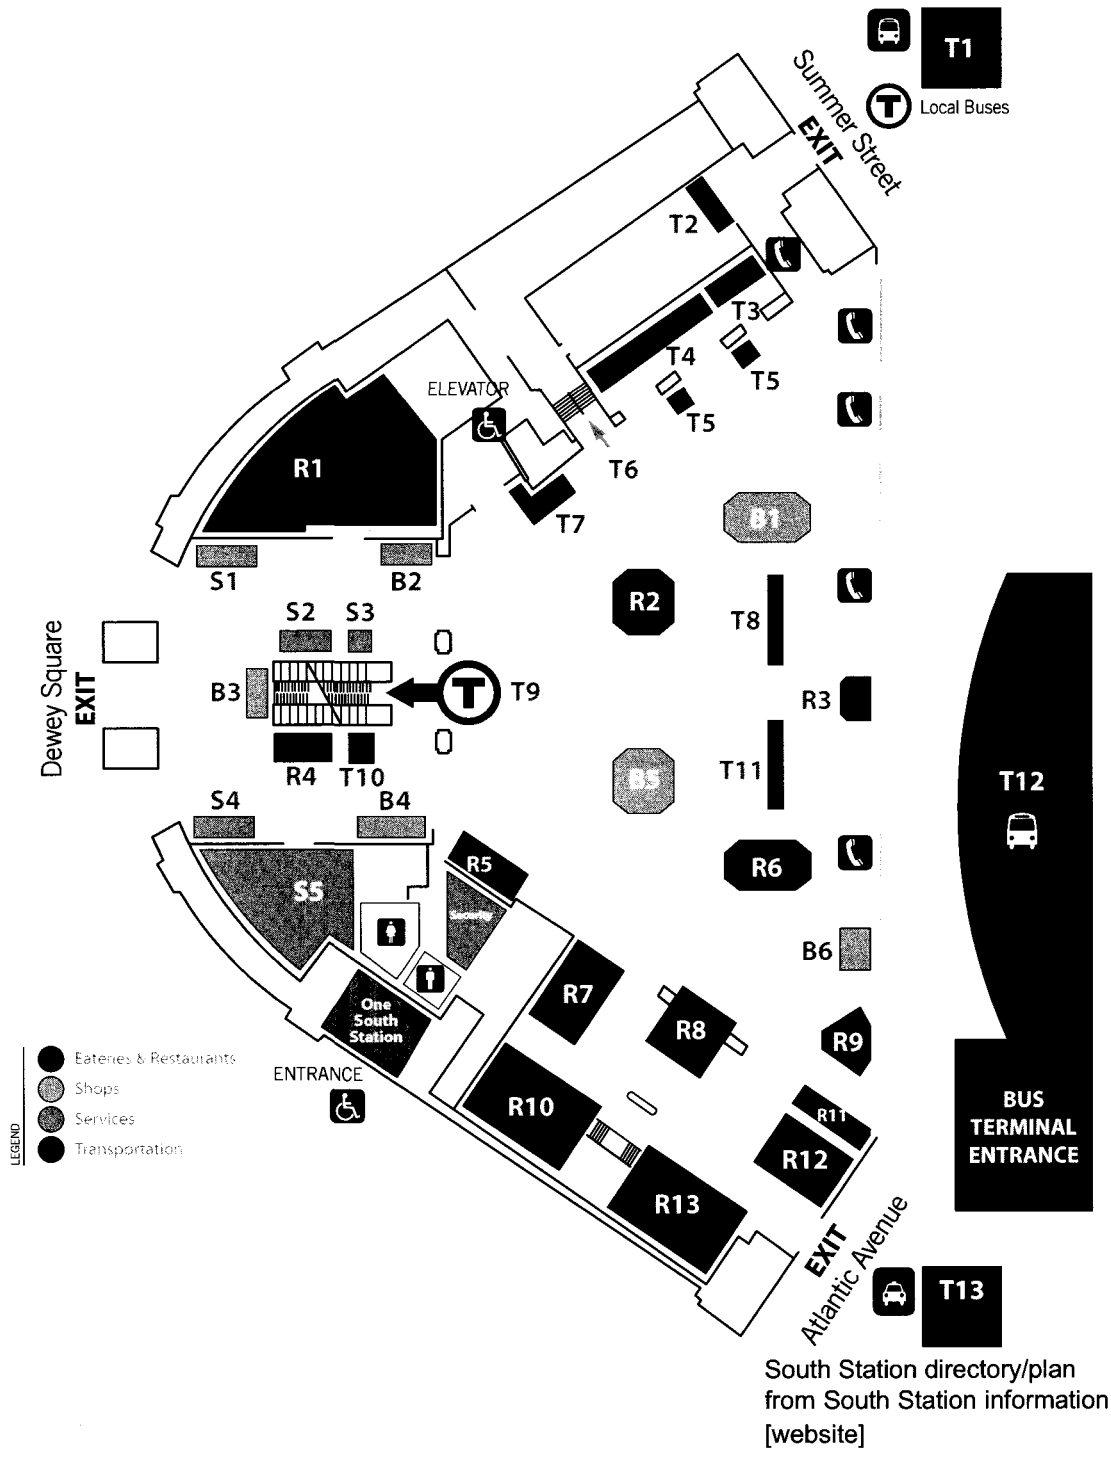 T1
T
Local Buses
Summer Street
EXIT
T2
T3
T4
T5
T5
ELEVATOR
T6
R1
T7
B1
S1
B2
R2
S2
S3
T8
Dewey Square
EXIT
B3
T
T9
R3
R4
T10
T11
B5
T12
S4
B4
R5
R6
S5
Security
B6
R7
One
South
Station
R8
R9
ENTRANCE
LEGEND
Eateries & Restaurants
Shops
Services
Transportation
R10
R11
R12
R13
BUS
TERMINAL
ENTRANCE
EXIT
Atlantic Avenue
T13
South Station directory/plan
from South Station information
[website]